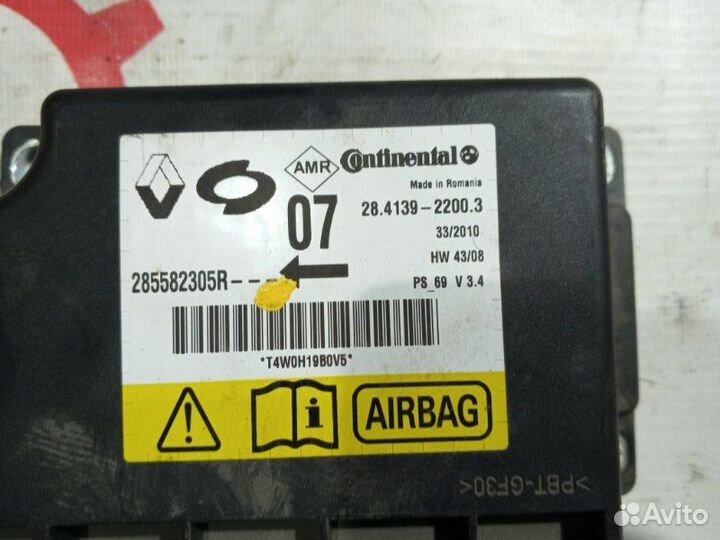 AMR
Continental
Made in Romania
07
28.4139-2200.3
33/2010
HW 43/08
285582305R---
PS_69 V 3.4
*T4W0H19B0V5*
AIRBAG
>PBT-GF30<
Avito